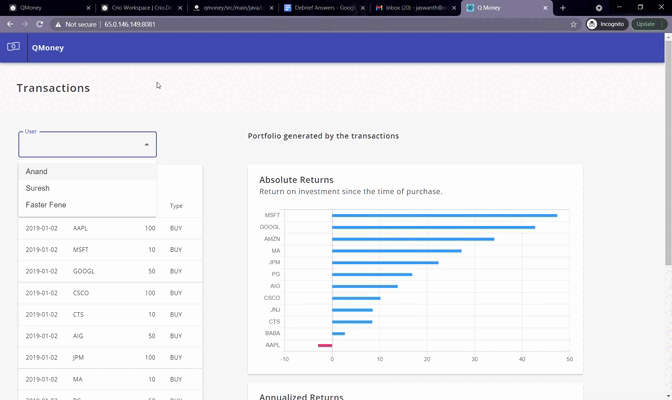 QMoney
Crio Workspace | Crio.D
qmoney/src/main/java/
Debrief Answers - Googl
Inbox (20) - jaswanth@
Q Money
Not secure | 65.0.146.149:8081
Incognito
Update
QMoney
Transactions
User
Anand
Suresh
Faster Fene
Type
2019-01-02 AAPL 100 BUY
2019-01-02 MSFT 10 BUY
2019-01-02 GOOGL 50 BUY
2019-01-02 CSCO 100 BUY
2019-01-02 CTS 10 BUY
2019-01-02 AIG 50 BUY
2019-01-02 JPM 100 BUY
2019-01-02 MA 10 BUY
Portfolio generated by the transactions
Absolute Returns
Return on investment since the time of purchase.
MSFT
GOOGL
AMZN
MA
JPM
PG
AIG
CSCO
JNJ
CTS
BABA
AAPL
-10 0 10 20 30 40 50
Annualized Returns